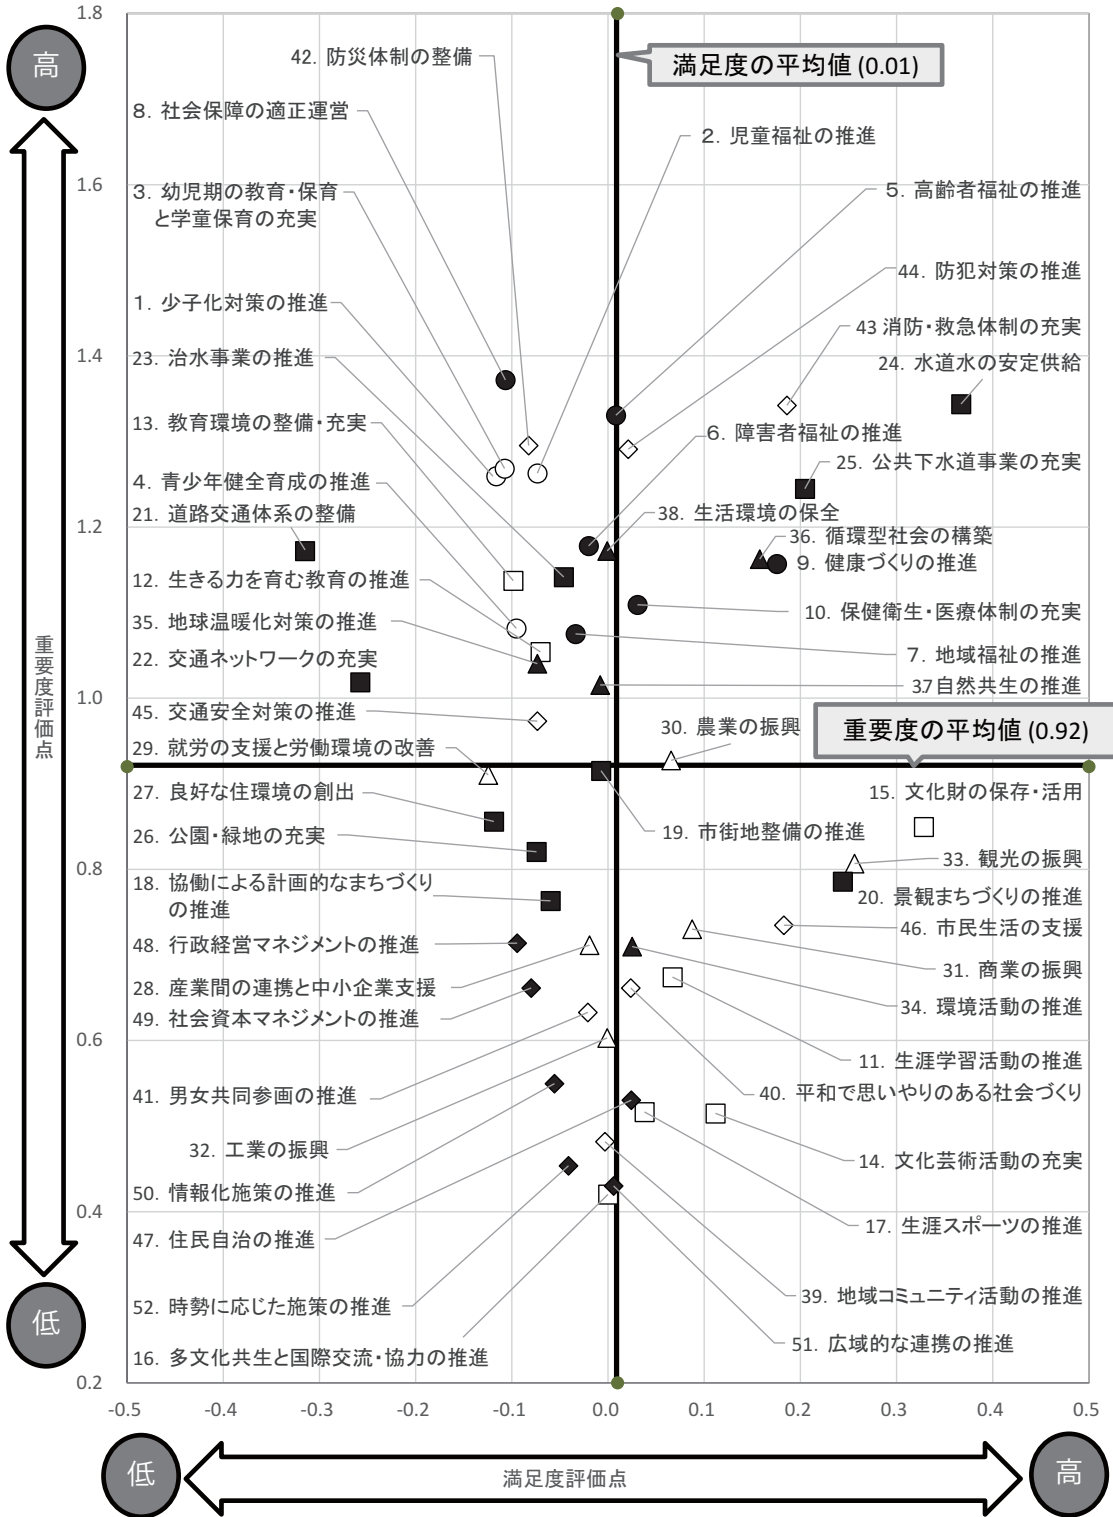 1.8
高
42. 防災体制の整備
満足度の平均値 (0.01)
8. 社会保障の適正運営
2. 児童福祉の推進
1.6
3. 幼児期の教育・保育
と学童保育の充実
5. 高齢者福祉の推進
44. 防犯対策の推進
1. 少子化対策の推進
43 消防・救急体制の充実
1.4
23. 治水事業の推進
24. 水道水の安定供給
13. 教育環境の整備・充実
6. 障害者福祉の推進
4. 青少年健全育成の推進
25. 公共下水道事業の充実
21. 道路交通体系の整備
38. 生活環境の保全
1.2
36. 循環型社会の構築
9. 健康づくりの推進
12. 生きる力を育む教育の推進
10. 保健衛生・医療体制の充実
35. 地球温暖化対策の推進
7. 地域福祉の推進
22. 交通ネットワークの充実
37自然共生の推進
重要度評価点
1.0
45. 交通安全対策の推進
30. 農業の振興
重要度の平均値 (0.92)
29. 就労の支援と労働環境の改善
27. 良好な住環境の創出
15. 文化財の保存・活用
26. 公園・緑地の充実
19. 市街地整備の推進
33. 観光の振興
0.8
18. 協働による計画的なまちづくり
の推進
20. 景観まちづくりの推進
46. 市民生活の支援
48. 行政経営マネジメントの推進
31. 商業の振興
28. 産業間の連携と中小企業支援
34. 環境活動の推進
49. 社会資本マネジメントの推進
0.6
11. 生涯学習活動の推進
41. 男女共同参画の推進
40. 平和で思いやりのある社会づくり
32. 工業の振興
14. 文化芸術活動の充実
50. 情報化施策の推進
0.4
17. 生涯スポーツの推進
47. 住民自治の推進
39. 地域コミュニティ活動の推進
52. 時勢に応じた施策の推進
低
51. 広域的な連携の推進
16. 多文化共生と国際交流・協力の推進
0.2
-0.5 -0.4 -0.3 -0.2 -0.1 0.0 0.1 0.2 0.3 0.4 0.5
低 満足度評価点 高